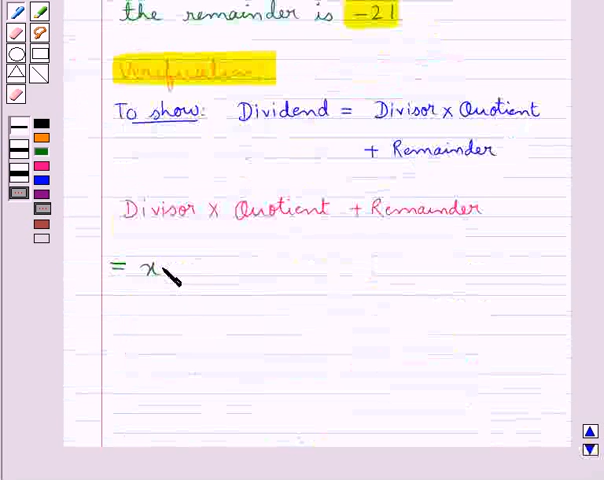 the remainder is -21
Verification
To show: Dividend = Divisor x Quotient
+ Remainder
Divisor x Quotient + Remainder
= x